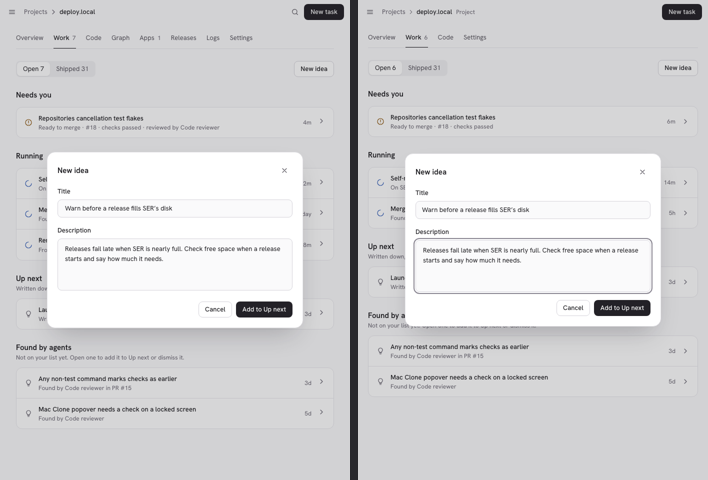 Projects > deploy.local
New task
Overview Work 7 Code Graph Apps 1 Releases Logs Settings
Open 7 Shipped 31
New idea
Needs you
Repositories cancellation test flakes
Ready to merge · #18 · checks passed · reviewed by Code reviewer
4m
Running
New idea
Title
Warn before a release fills SER's disk
Description
Releases fail late when SER is nearly full. Check free space when a release
starts and say how much it needs.
Cancel
Add to Up next
Up next
Found by agents
Not on your list yet. Open one to add it to Up next or dismiss it.
Any non-test command marks checks as earlier
Found by Code reviewer in PR #15
3d
Mac Clone popover needs a check on a locked screen
Found by Code reviewer
5d
Projects > deploy.local Project
New task
Overview Work 6 Code Settings
Open 6 Shipped 31
New idea
Needs you
Repositories cancellation test flakes
Ready to merge · #18 · checks passed
6m
Running
14m
5h
New idea
Title
Warn before a release fills SER's disk
Description
Releases fail late when SER is nearly full. Check free space when a release
starts and say how much it needs.
Cancel
Add to Up next
Up next
3d
Found by a
Any non-test command marks checks as earlier
Found by Code reviewer in PR #15
3d
Mac Clone popover needs a check on a locked screen
Found by Code reviewer
5d